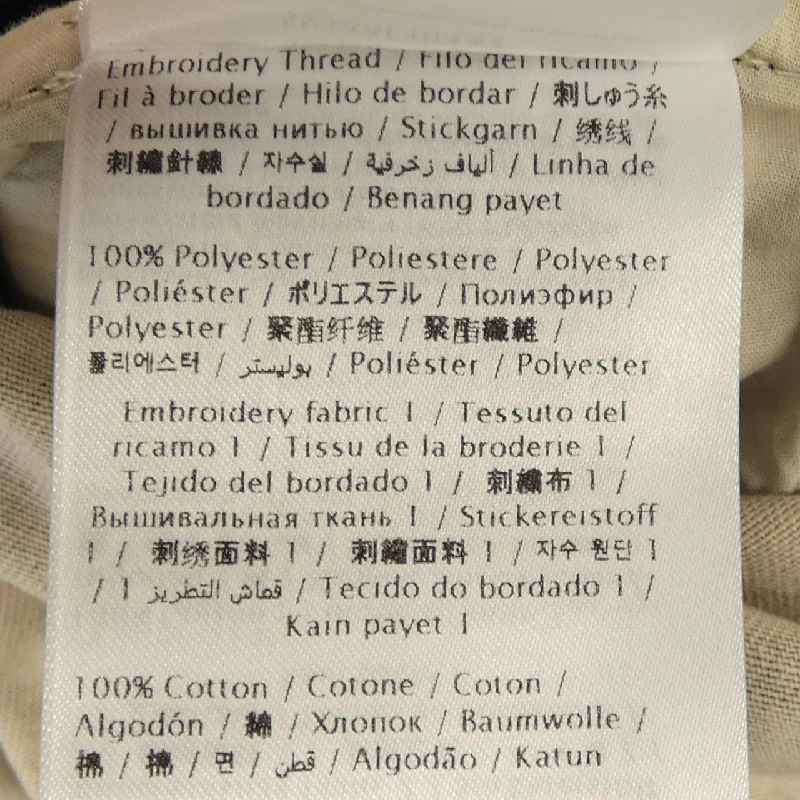 Embroidery Thread / Filo del ricamo /
Fil à broder / Hilo de bordar / 刺しゅう糸
/ вышивка нитью / Stickgarn / 绣线 /
刺繡針線 / 자수실 / ألياف زخرفية / Linha de
bordado / Benang payet
100% Polyester / Poliestere / Polyester
/ Poliéster / ポリエステル / Полиэфир /
Polyester / 聚酯纤维 / 聚酯纖維 /
폴리에스터 / بوليستر / Poliéster / Polyester
Embroidery fabric 1 / Tessuto del
ricamo 1 / Tissu de la broderie 1 /
Tejido del bordado 1 / 刺繍布 1 /
Вышивальная ткань 1 / Stickereistoff
1 / 刺绣面料 1 / 刺繡面料 1 / 자수 원단 1
/ قماش التطريز 1 / Tecido do bordado 1 /
Kain payet 1
100% Cotton / Cotone / Coton /
Algodón / 綿 / Хлопок / Baumwolle /
棉 / 棉 / 면 / قطن / Algodão / Katun